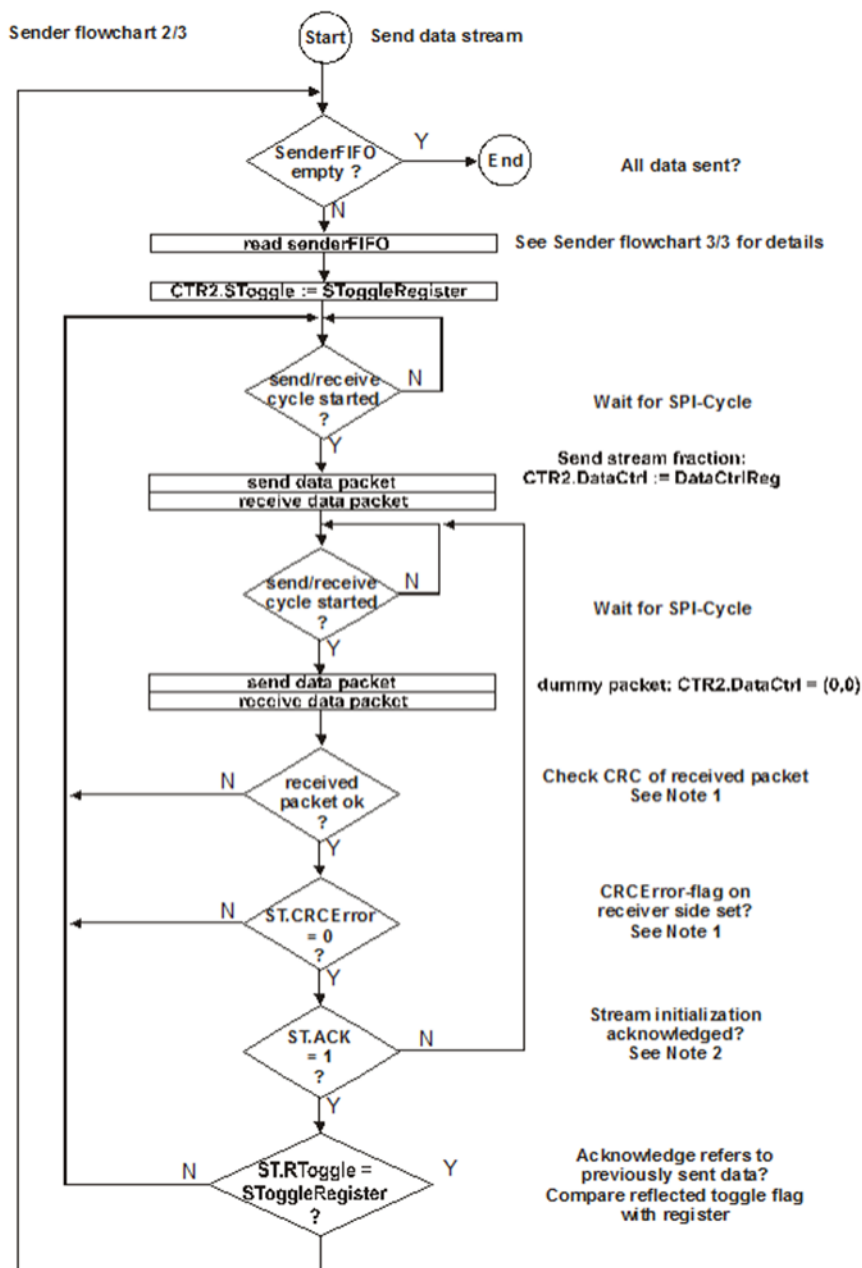 Sender flowchart 2/3
Start
Send data stream
SenderFIFO
empty ?
Y
End
All data sent?
N
read senderFIFO
See Sender flowchart 3/3 for details
CTR2.SToggle := SToggleRegister
send/receive
cycle started
?
N
Wait for SPI-Cycle
Y
Send stream fraction:
CTR2.DataCtrl := DataCtrlReg
send data packet
receive data packet
send/receive
cycle started
?
N
Wait for SPI-Cycle
Y
send data packet
receive data packet
dummy packet: CTR2.DataCtrl = (0,0)
N
received
packet ok
?
Check CRC of received packet
See Note 1
Y
N
ST.CRCError
= 0
?
CRCError-flag on
receiver side set?
See Note 1
Y
ST.ACK
= 1
?
N
Stream initialization
acknowledged?
See Note 2
Y
N
ST.RToggle =
SToggleRegister
?
Y
Acknowledge refers to
previously sent data?
Compare reflected toggle flag
with register